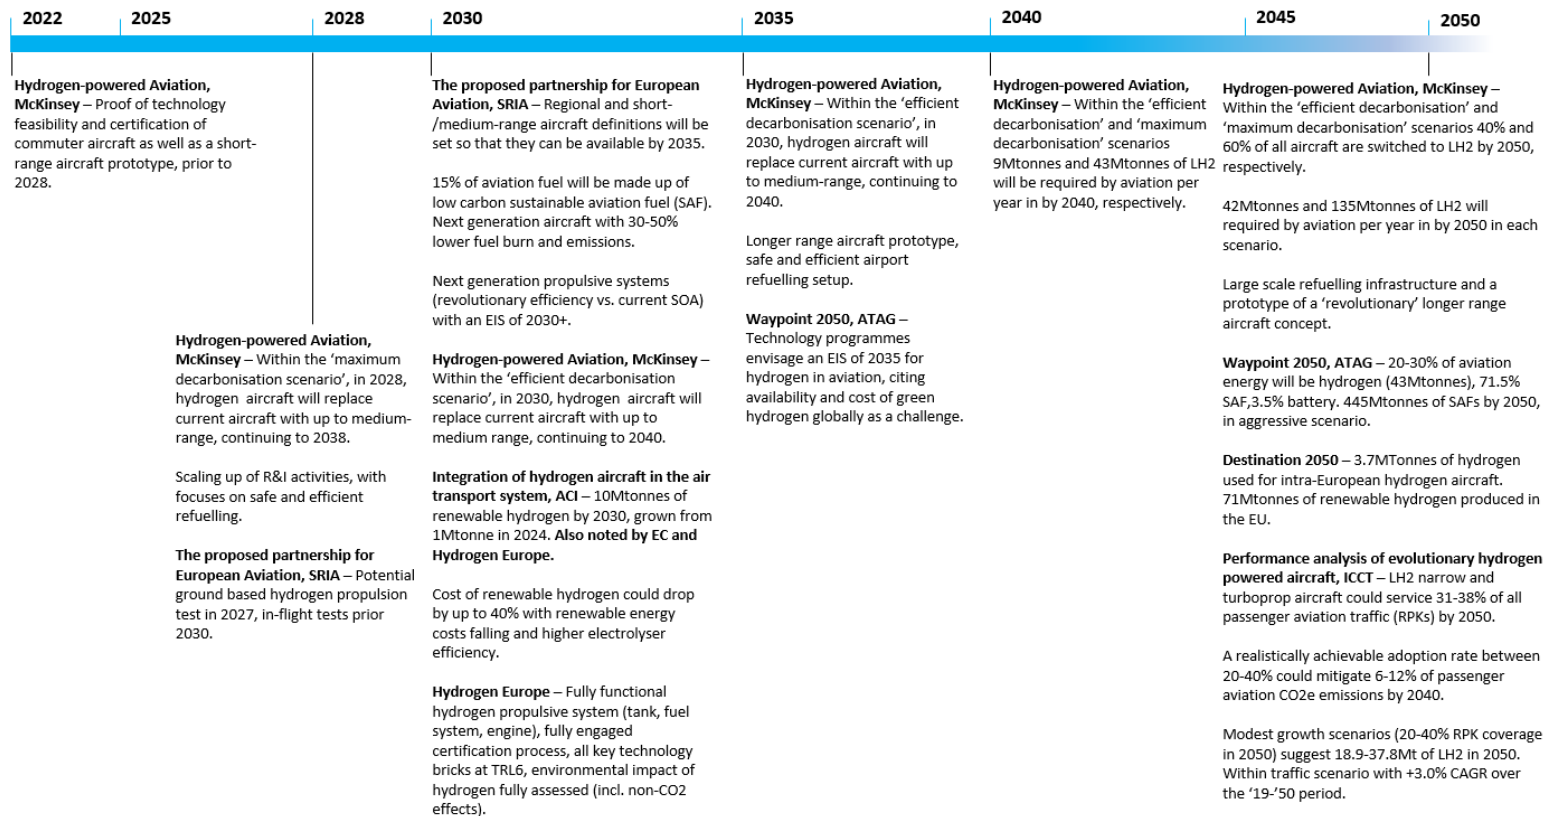 2022
2025
2028
2030
2035
2040
2045
2050
Hydrogen-powered Aviation,
McKinsey – Proof of technology
feasibility and certification of
commuter aircraft as well as a short-
range aircraft prototype, prior to
2028.
Hydrogen-powered Aviation,
McKinsey – Within the ‘maximum
decarbonisation scenario’, in 2028,
hydrogen  aircraft will replace
current aircraft with up to medium-
range, continuing to 2038.
Scaling up of R&I activities, with
focuses on safe and efficient
refuelling.
The proposed partnership for
European Aviation, SRIA – Potential
ground based hydrogen propulsion
test in 2027, in-flight tests prior
2030.
The proposed partnership for European
Aviation, SRIA – Regional and short-
/medium-range aircraft definitions will be
set so that they can be available by 2035.
15% of aviation fuel will be made up of
low carbon sustainable aviation fuel (SAF).
Next generation aircraft with 30-50%
lower fuel burn and emissions.
Next generation propulsive systems
(revolutionary efficiency vs. current SOA)
with an EIS of 2030+.
Hydrogen-powered Aviation, McKinsey –
Within the ‘efficient decarbonisation
scenario’, in 2030, hydrogen  aircraft will
replace current aircraft with up to
medium range, continuing to 2040.
Integration of hydrogen aircraft in the air
transport system, ACI – 10Mtonnes of
renewable hydrogen by 2030, grown from
1Mtonne in 2024. Also noted by EC and
Hydrogen Europe.
Cost of renewable hydrogen could drop
by up to 40% with renewable energy
costs falling and higher electrolyser
efficiency.
Hydrogen Europe – Fully functional
hydrogen propulsive system (tank, fuel
system, engine), fully engaged
certification process, all key technology
bricks at TRL6, environmental impact of
hydrogen fully assessed (incl. non-CO2
effects).
Hydrogen-powered Aviation,
McKinsey – Within the ‘efficient
decarbonisation scenario’, in
2030, hydrogen aircraft will
replace current aircraft with up
to medium-range, continuing to
2040.
Longer range aircraft prototype,
safe and efficient airport
refuelling setup.
Waypoint 2050, ATAG –
Technology programmes
envisage an EIS of 2035 for
hydrogen in aviation, citing
availability and cost of green
hydrogen globally as a challenge.
Hydrogen-powered Aviation,
McKinsey – Within the ‘efficient
decarbonisation’ and ‘maximum
decarbonisation’ scenarios
9Mtonnes and 43Mtonnes of LH2
will be required by aviation per
year in by 2040, respectively.
Hydrogen-powered Aviation, McKinsey –
Within the ‘efficient decarbonisation’ and
‘maximum decarbonisation’ scenarios 40% and
60% of all aircraft are switched to LH2 by 2050,
respectively.
42Mtonnes and 135Mtonnes of LH2 will
required by aviation per year in by 2050 in each
scenario.
Large scale refuelling infrastructure and a
prototype of a ‘revolutionary’ longer range
aircraft concept.
Waypoint 2050, ATAG – 20-30% of aviation
energy will be hydrogen (43Mtonnes), 71.5%
SAF,3.5% battery. 445Mtonnes of SAFs by 2050,
in aggressive scenario.
Destination 2050 – 3.7MTonnes of hydrogen
used for intra-European hydrogen aircraft.
71Mtonnes of renewable hydrogen produced in
the EU.
Performance analysis of evolutionary hydrogen
powered aircraft, ICCT – LH2 narrow and
turboprop aircraft could service 31-38% of all
passenger aviation traffic (RPKs) by 2050.
A realistically achievable adoption rate between
20-40% could mitigate 6-12% of passenger
aviation CO2e emissions by 2040.
Modest growth scenarios (20-40% RPK coverage
in 2050) suggest 18.9-37.8Mt of LH2 in 2050.
Within traffic scenario with +3.0% CAGR over
the ‘19-’50 period.